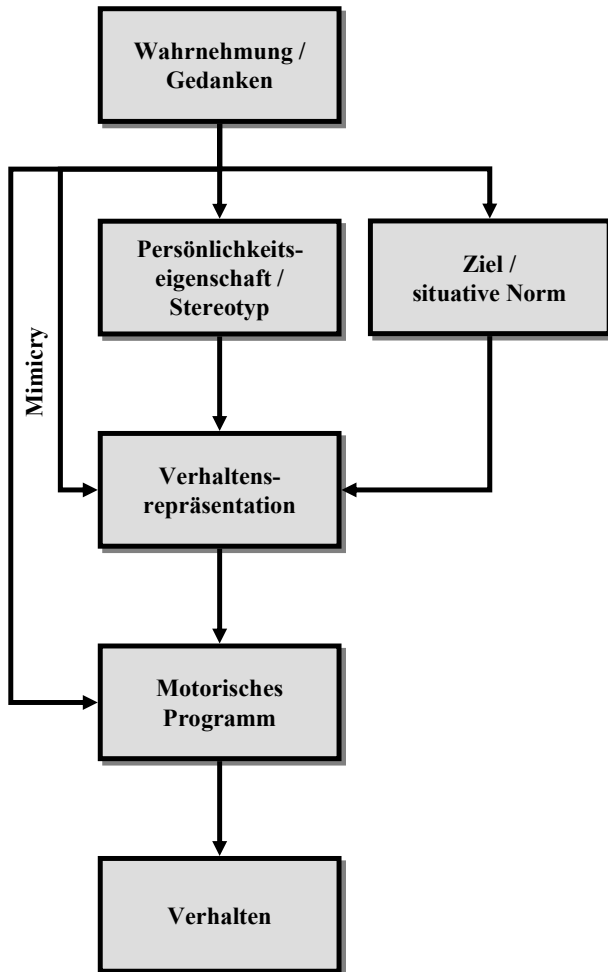 Wahrnehmung /
Gedanken
Persönlichkeits-
eigenschaft /
Stereotyp
Ziel /
situative Norm
Mimicry
Verhaltens-
repräsentation
Motorisches
Programm
Verhalten